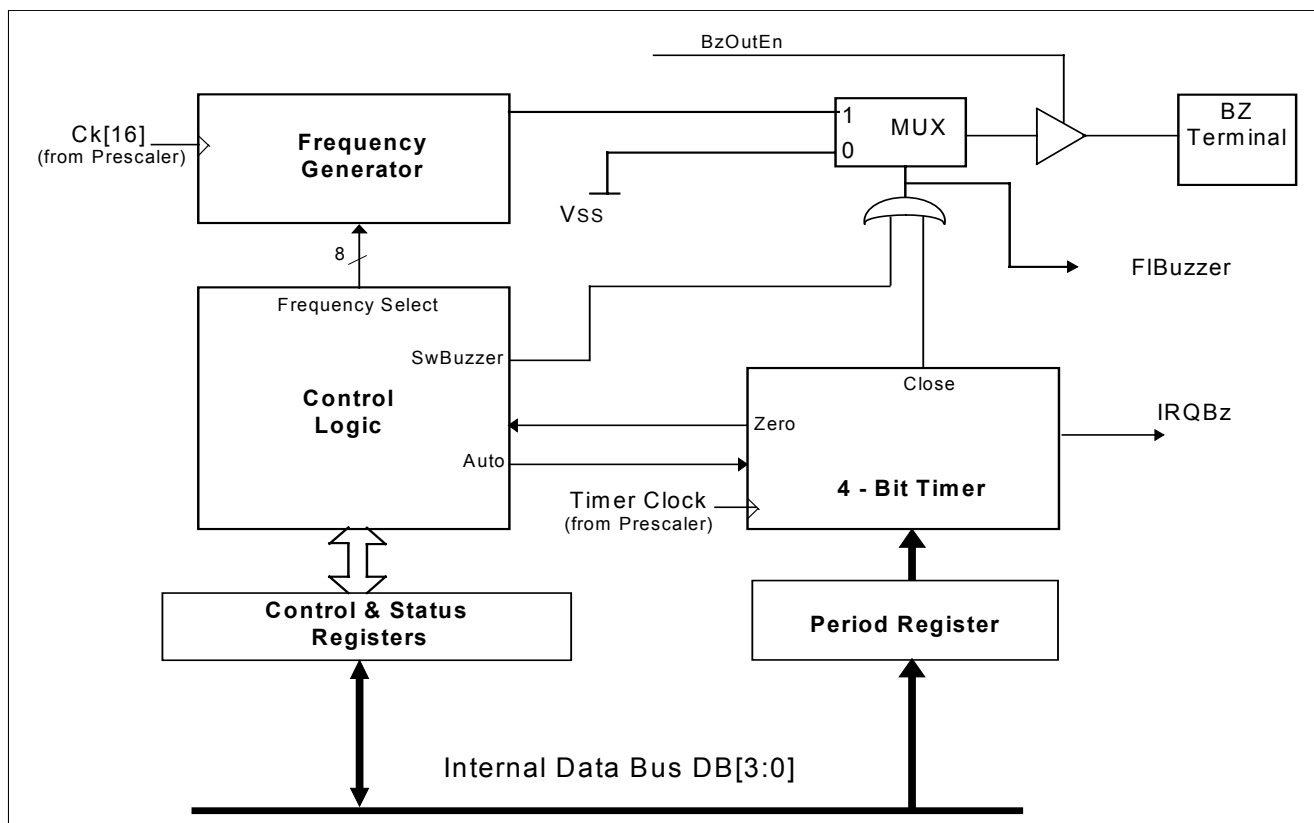 BzOutEn
Ck[16]
(from Prescaler)
Frequency
Generator
1
MUX
0
BZ
Terminal
VSS
8
FlBuzzer
Frequency Select
SwBuzzer
Control
Logic
Close
Zero
IRQBz
Auto
4 - Bit Timer
Timer Clock
(from Prescaler)
Control & Status
Registers
Period Register
Internal Data Bus DB[3:0]